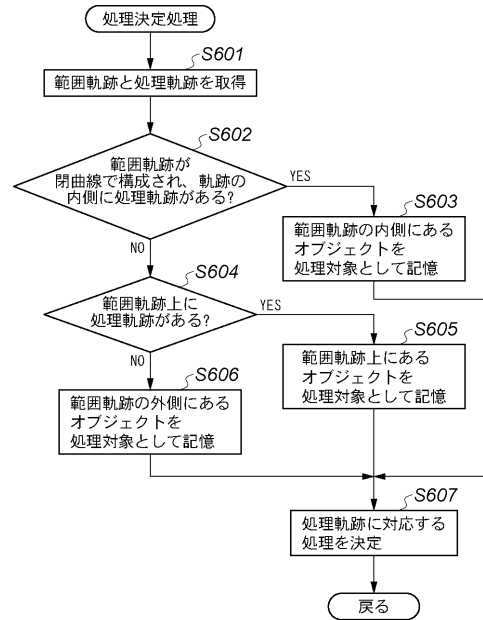 処理決定処理
S601
範囲軌跡と処理軌跡を取得
S602
範囲軌跡が
閉曲線で構成され、軌跡の
内側に処理軌跡がある?
YES
NO
S603
範囲軌跡の内側にある
オブジェクトを
処理対象として記憶
S604
範囲軌跡上に
処理軌跡がある?
YES
NO
S605
範囲軌跡上にある
オブジェクトを
処理対象として記憶
S606
範囲軌跡の外側にある
オブジェクトを
処理対象として記憶
S607
処理軌跡に対応する
処理を決定
戻る